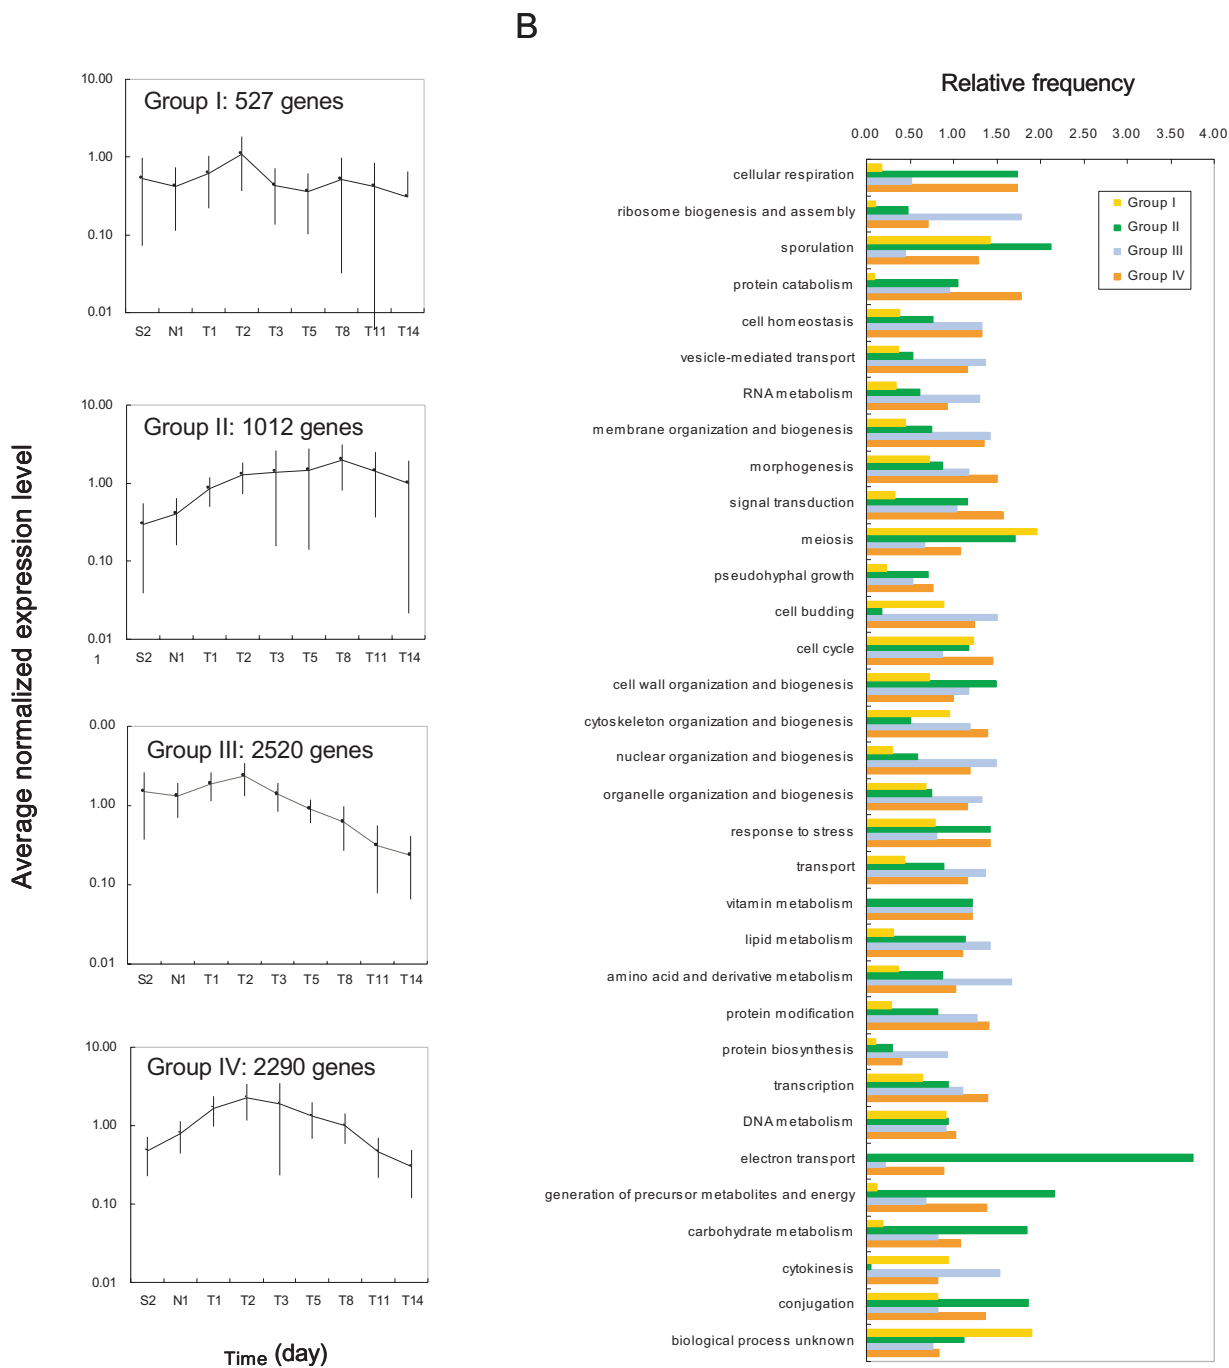 B
Average normalized expression level
10.00
1.00
0.10
0.01
Group I: 527 genes
S2 N1 T1 T2 T3 T5 T8 T11 T14
10.00
1.00
0.10
0.01
Group II: 1012 genes
1
S2 N1 T1 T2 T3 T5 T8 T11 T14
0.00
1.00
0.10
0.01
Group III: 2520 genes
S2 N1 T1 T2 T3 T5 T8 T11 T14
10.00
1.00
0.10
0.01
Group IV: 2290 genes
S2 N1 T1 T2 T3 T5 T8 T11 T14
Time (day)
Relative frequency
0.00 0.50 1.00 1.50 2.00 2.50 3.00 3.50 4.00
Group I
Group II
Group III
Group IV
cellular respiration
ribosome biogenesis and assembly
sporulation
protein catabolism
cell homeostasis
vesicle-mediated transport
RNA metabolism
membrane organization and biogenesis
morphogenesis
signal transduction
meiosis
pseudohyphal growth
cell budding
cell cycle
cell wall organization and biogenesis
cytoskeleton organization and biogenesis
nuclear organization and biogenesis
organelle organization and biogenesis
response to stress
transport
vitamin metabolism
lipid metabolism
amino acid and derivative metabolism
protein modification
protein biosynthesis
transcription
DNA metabolism
electron transport
generation of precursor metabolites and energy
carbohydrate metabolism
cytokinesis
conjugation
biological process unknown